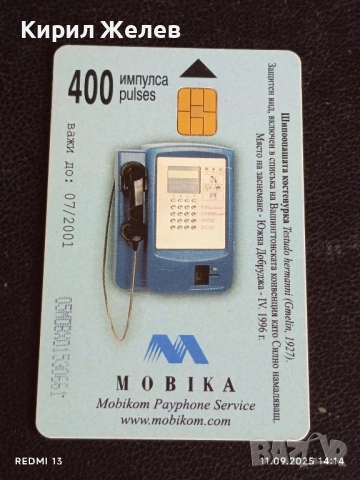 Кирил Желев
400 импулса
pulses
важи до: 07/2001
Шипоопашата костенурка Testudo hermanni (Gmelin, 1927).
Защитен вид, включен в списъка на Вашингтонската конвенция като Силно намаляващ.
Място на заснемане - Южна Добруджа - IV. 1996 г.
MOBIKA
Mobikom Payphone Service
www.mobikom.com
REDMI 13
11.09.2025 14:14